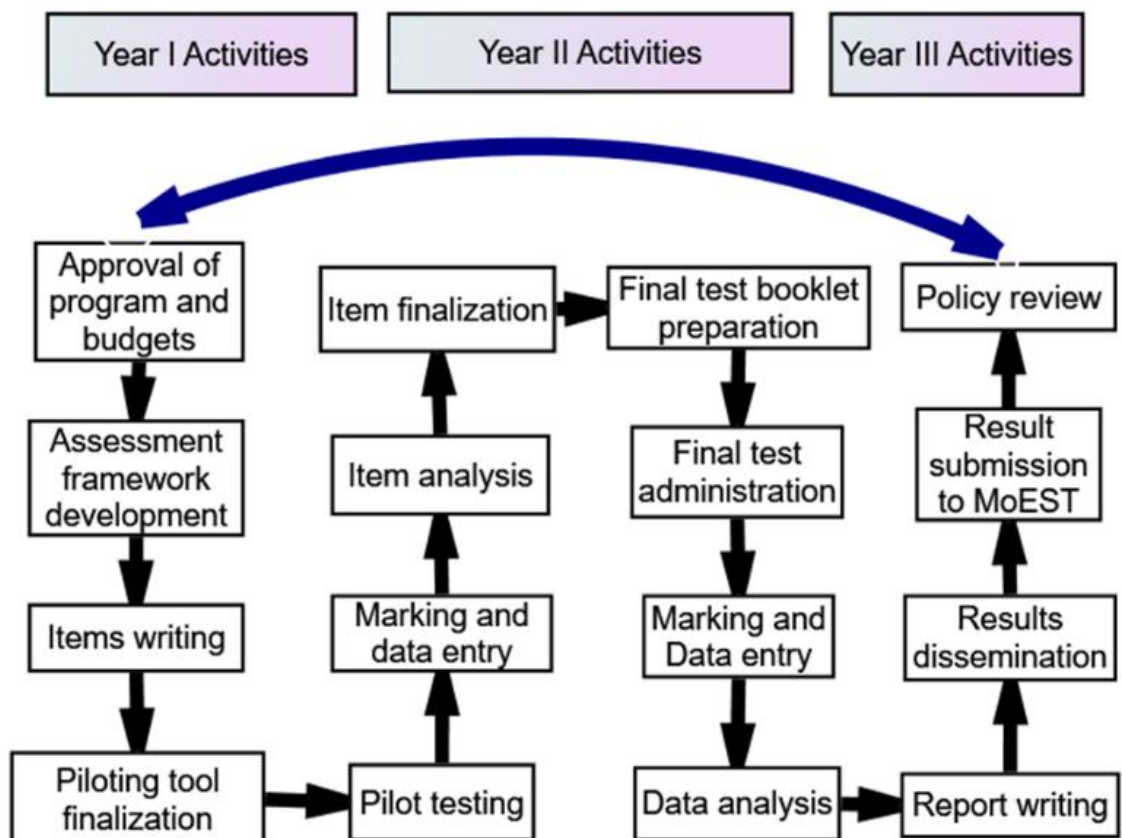 Year I Activities
Year II Activities
Year III Activities
Approval of
program and
budgets
Assessment
framework
development
Items writing
Piloting tool
finalization
Pilot testing
Marking and
data entry
Item analysis
Item finalization
Final test booklet
preparation
Final test
administration
Marking and
Data entry
Data analysis
Report writing
Results
dissemination
Result
submission
to MoEST
Policy review